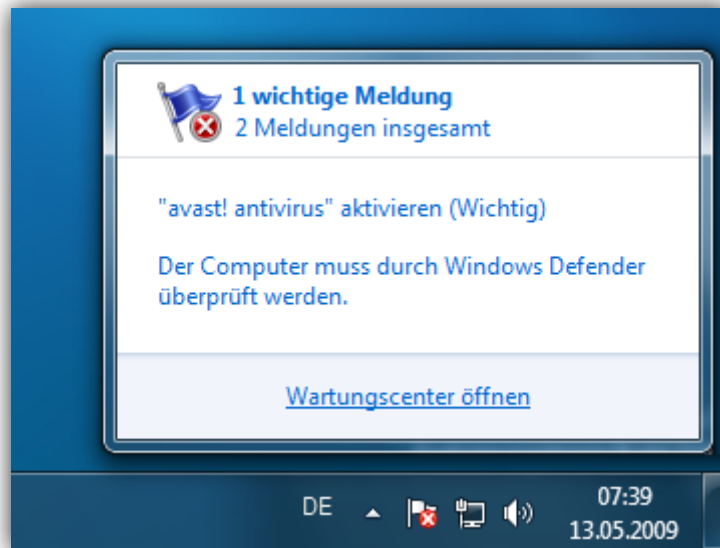 1 wichtige Meldung
2 Meldungen insgesamt
"avast! antivirus" aktivieren (Wichtig)
Der Computer muss durch Windows Defender
überprüft werden.
Wartungscenter öffnen
DE
07:39
13.05.2009